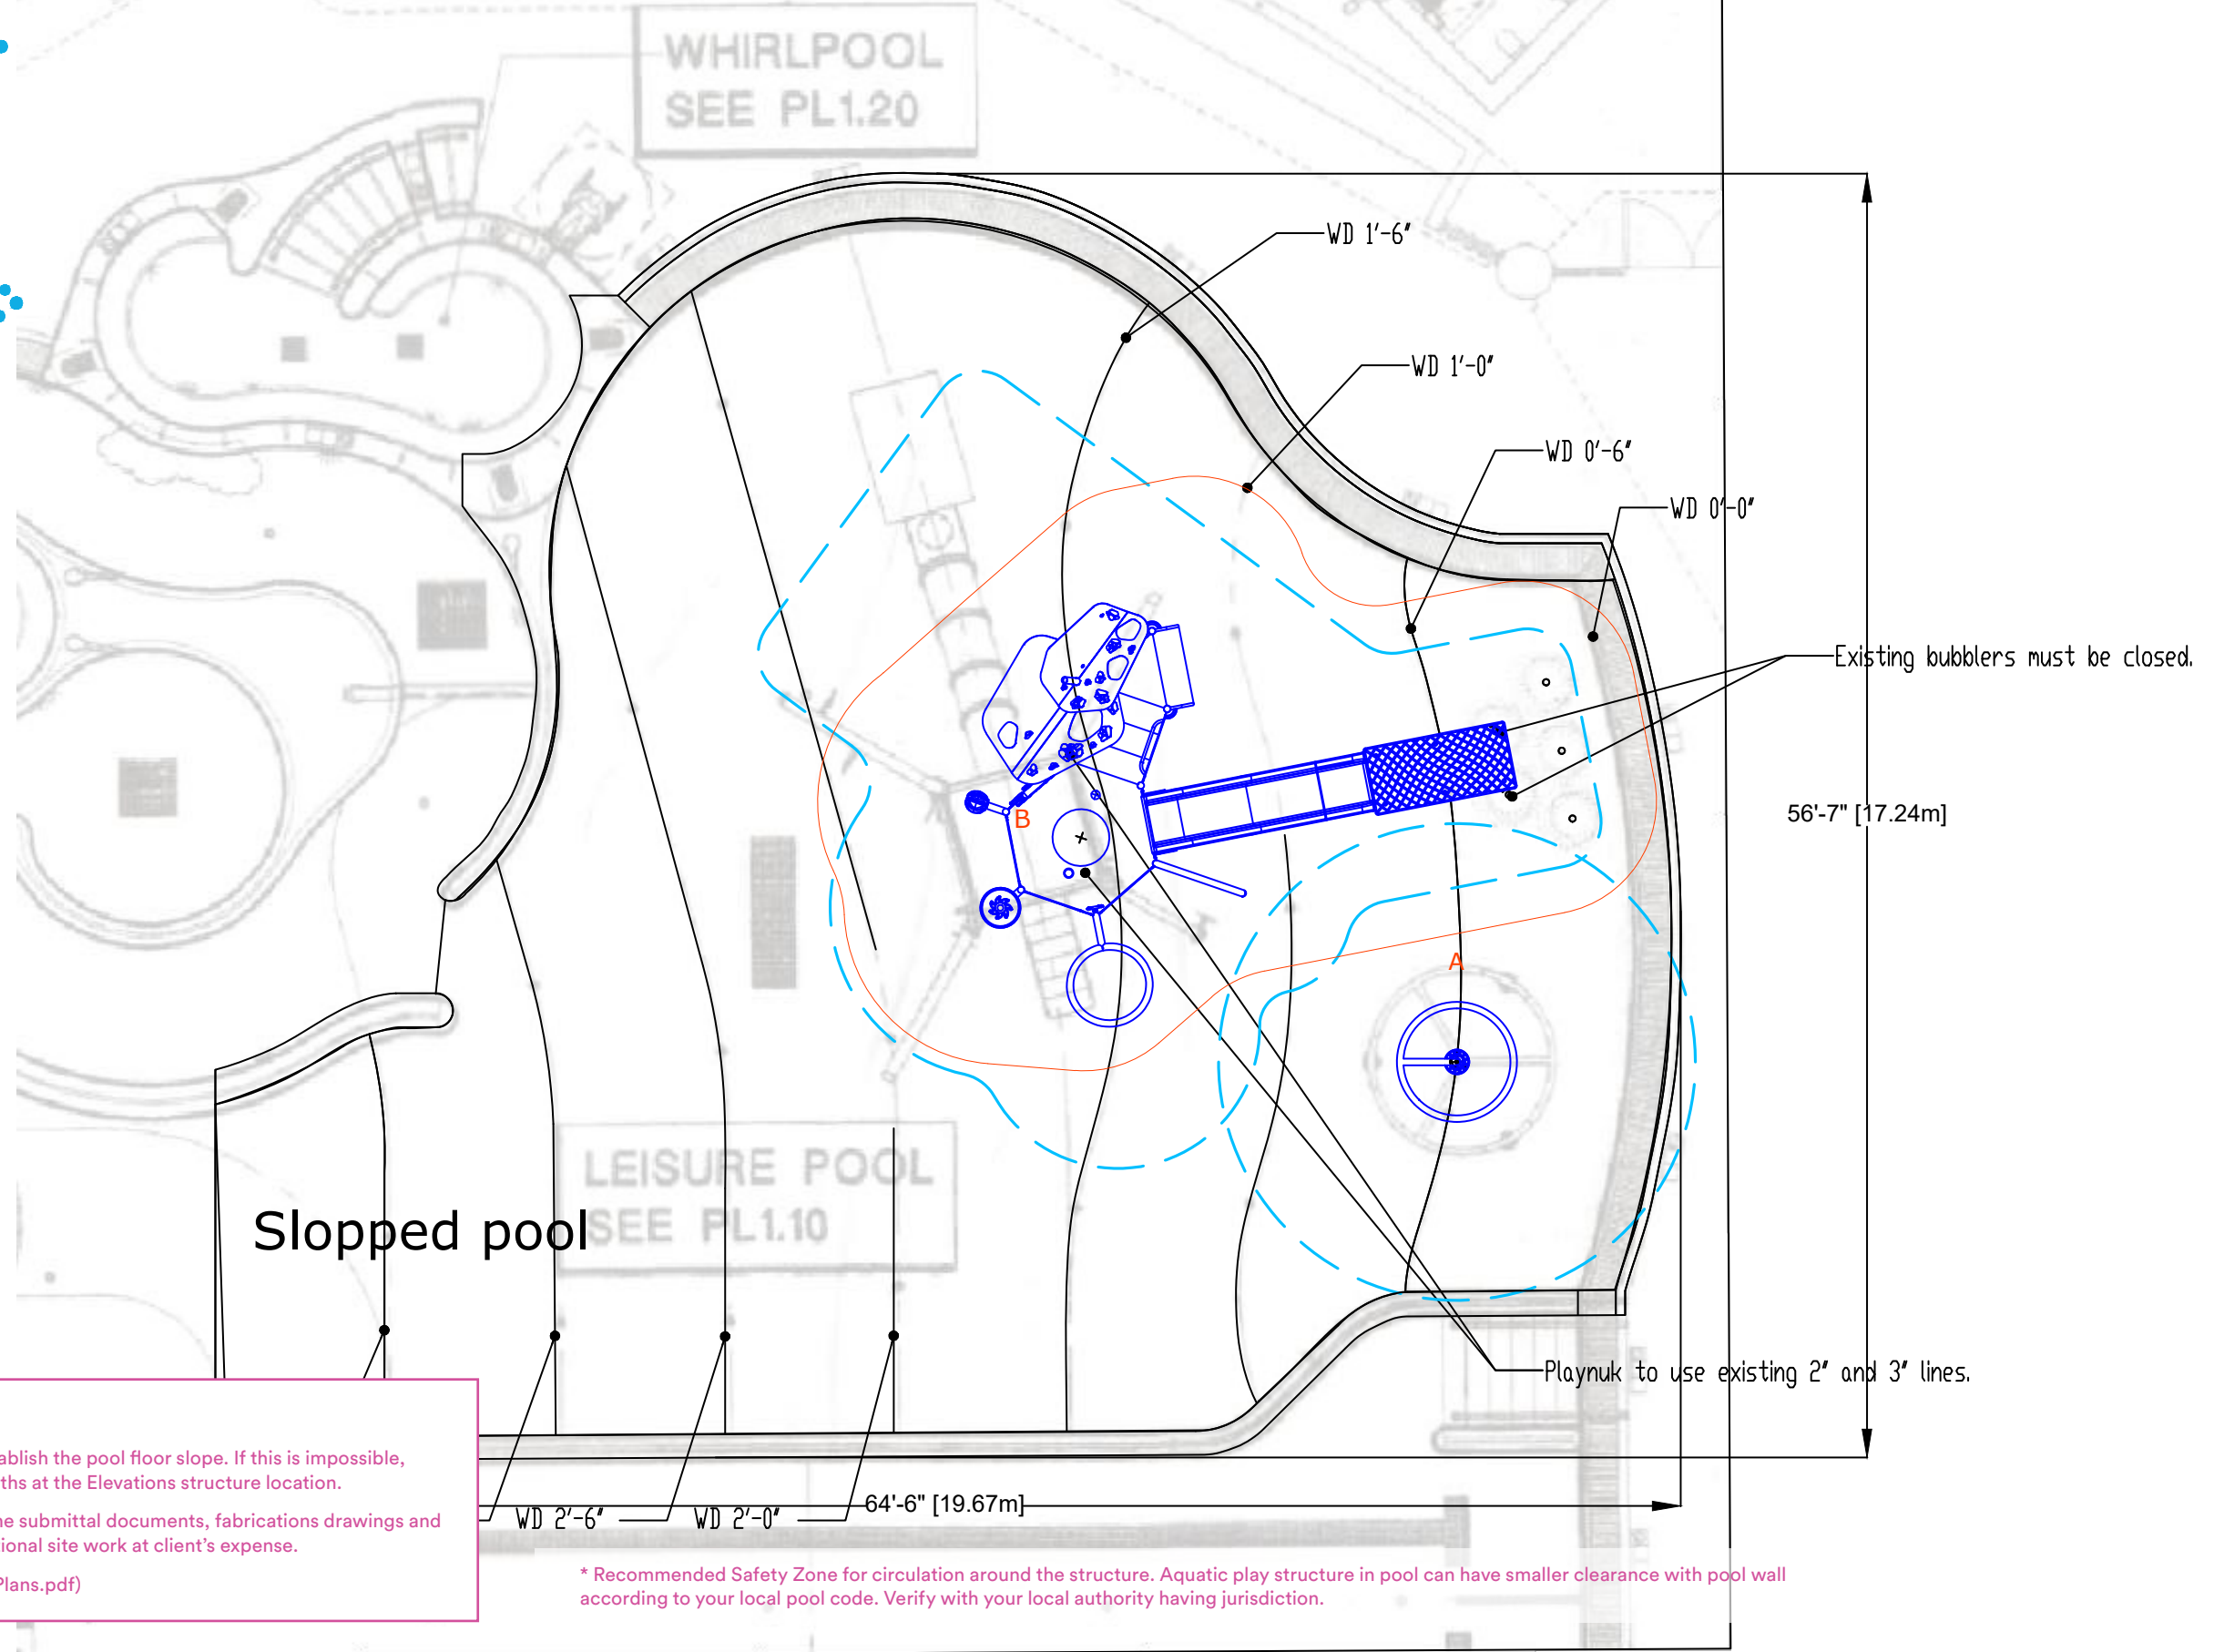 WHIRLPOOL
SEE PL1.20
WD 1'-6"
WD 1'-0"
WD 0'-6"
WD 0'-0"
Existing bubblers must be closed.
56'-7" [17.24m]
B
A
LEISURE POOL
SEE PL1.10
Slopped pool
Playnuk to use existing 2" and 3" lines.
ablish the pool floor slope. If this is impossible,
ths at the Elevations structure location.
ne submittal documents, fabrications drawings and
ional site work at client's expense.
Plans.pdf)
64'-6" [19.67m]
WD 2'-6"
WD 2'-0"
* Recommended Safety Zone for circulation around the structure. Aquatic play structure in pool can have smaller clearance with pool wall
according to your local pool code. Verify with your local authority having jurisdiction.